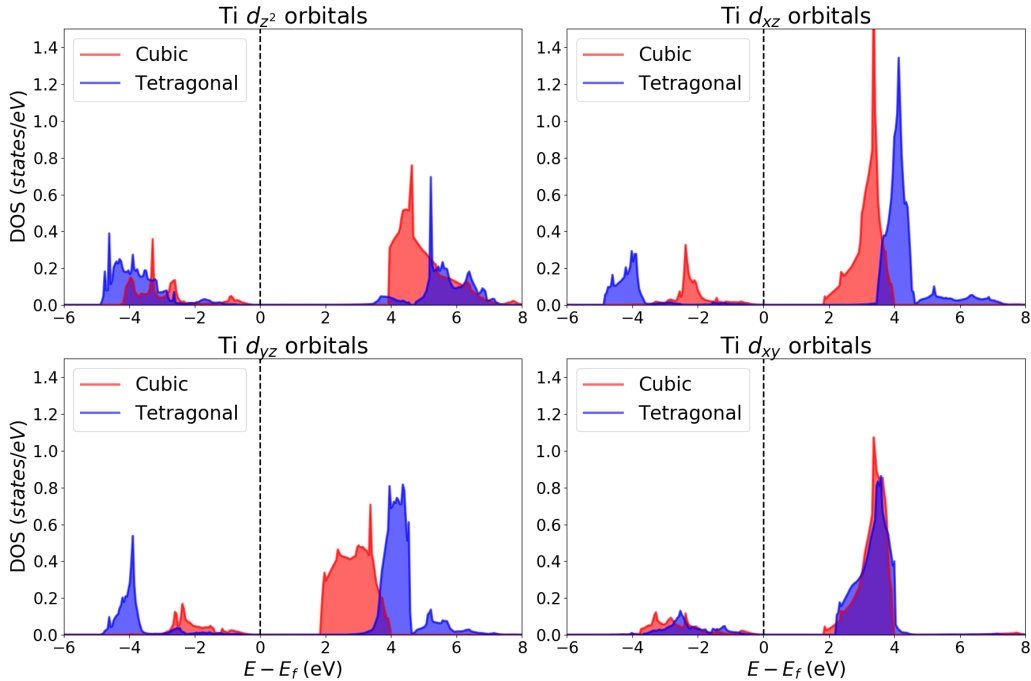 Ti d_{z²} orbitals
Cubic
Tetragonal
DOS (states/eV)
1.4
1.2
1.0
0.8
0.6
0.4
0.2
0.0
−6 −4 −2 0 2 4 6 8
Ti d_{xz} orbitals
Cubic
Tetragonal
1.4
1.2
1.0
0.8
0.6
0.4
0.2
0.0
−6 −4 −2 0 2 4 6 8
Ti d_{yz} orbitals
Cubic
Tetragonal
DOS (states/eV)
1.4
1.2
1.0
0.8
0.6
0.4
0.2
0.0
−6 −4 −2 0 2 4 6 8
E − E_f (eV)
Ti d_{xy} orbitals
Cubic
Tetragonal
1.4
1.2
1.0
0.8
0.6
0.4
0.2
0.0
−6 −4 −2 0 2 4 6 8
E − E_f (eV)